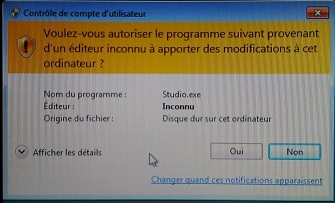 Contrôle de compte d'utilisateur
Voulez-vous autoriser le programme suivant provenant
d'un éditeur inconnu à apporter des modifications à cet
ordinateur ?
Nom du programme : Studio.exe
Éditeur : Inconnu
Origine du fichier : Disque dur sur cet ordinateur
Afficher les détails Oui Non
Changer quand ces notifications apparaissent